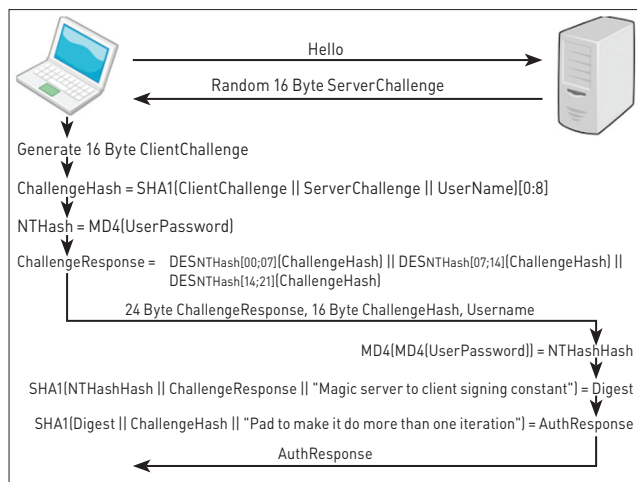 Hello
Random 16 Byte ServerChallenge
Generate 16 Byte ClientChallenge
ChallengeHash = SHA1(ClientChallenge || ServerChallenge || UserName)[0:8]
NTHash = MD4(UserPassword)
ChallengeResponse = DESNTHash[00;07](ChallengeHash) || DESNTHash[07;14](ChallengeHash) ||
DESNTHash[14;21](ChallengeHash)
24 Byte ChallengeResponse, 16 Byte ChallengeHash, Username
MD4(MD4(UserPassword)) = NTHashHash
SHA1(NTHashHash || ChallengeResponse || "Magic server to client signing constant") = Digest
SHA1(Digest || ChallengeHash || "Pad to make it do more than one iteration") = AuthResponse
AuthResponse